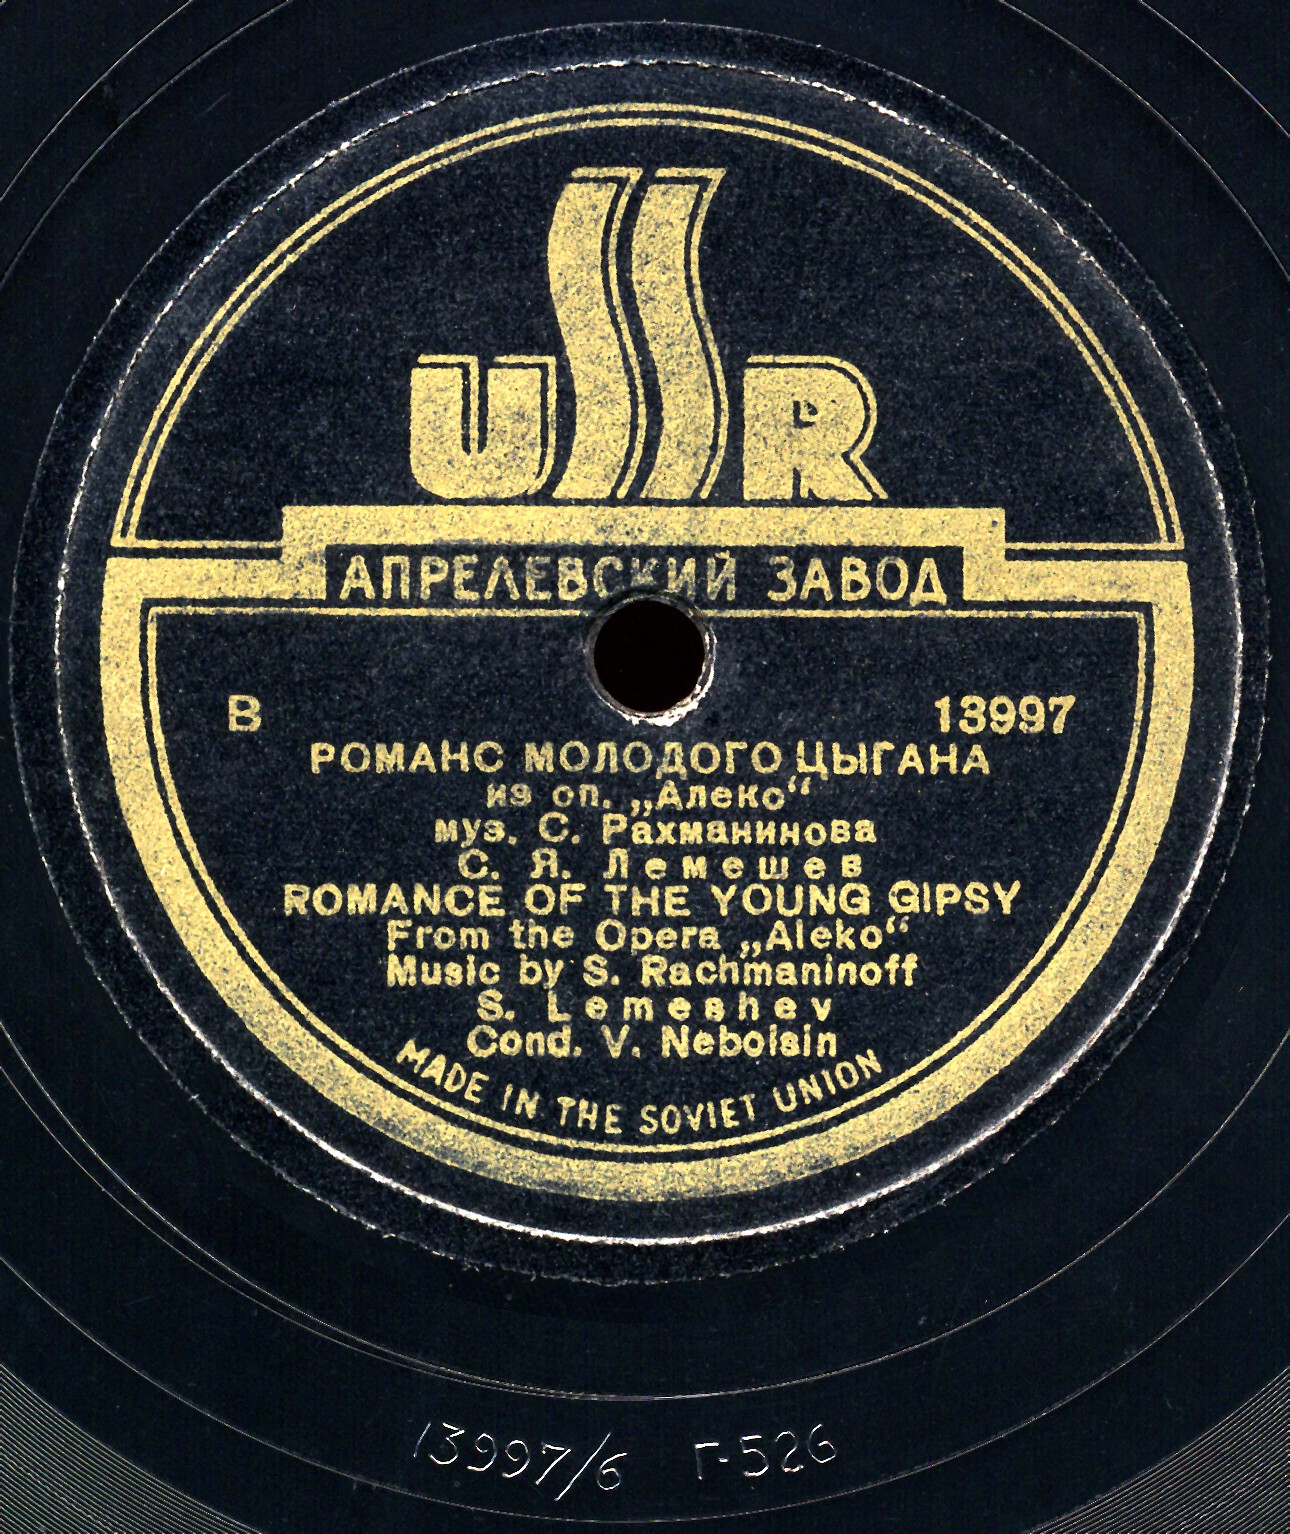 USSR
АПРЕЛЕВСКИЙ ЗАВОД
В 13997
РОМАНС МОЛОДОГО ЦЫГАНА
из оп. „Алеко“
муз. С. Рахманинова
С. Я. Лемешев
ROMANCE OF THE YOUNG GIPSY
From the Opera „Aleko“
Music by S. Rachmaninoff
S. Lemeshev
Cond. V. Nebolsin
MADE IN THE SOVIET UNION
13997/6 Г-526